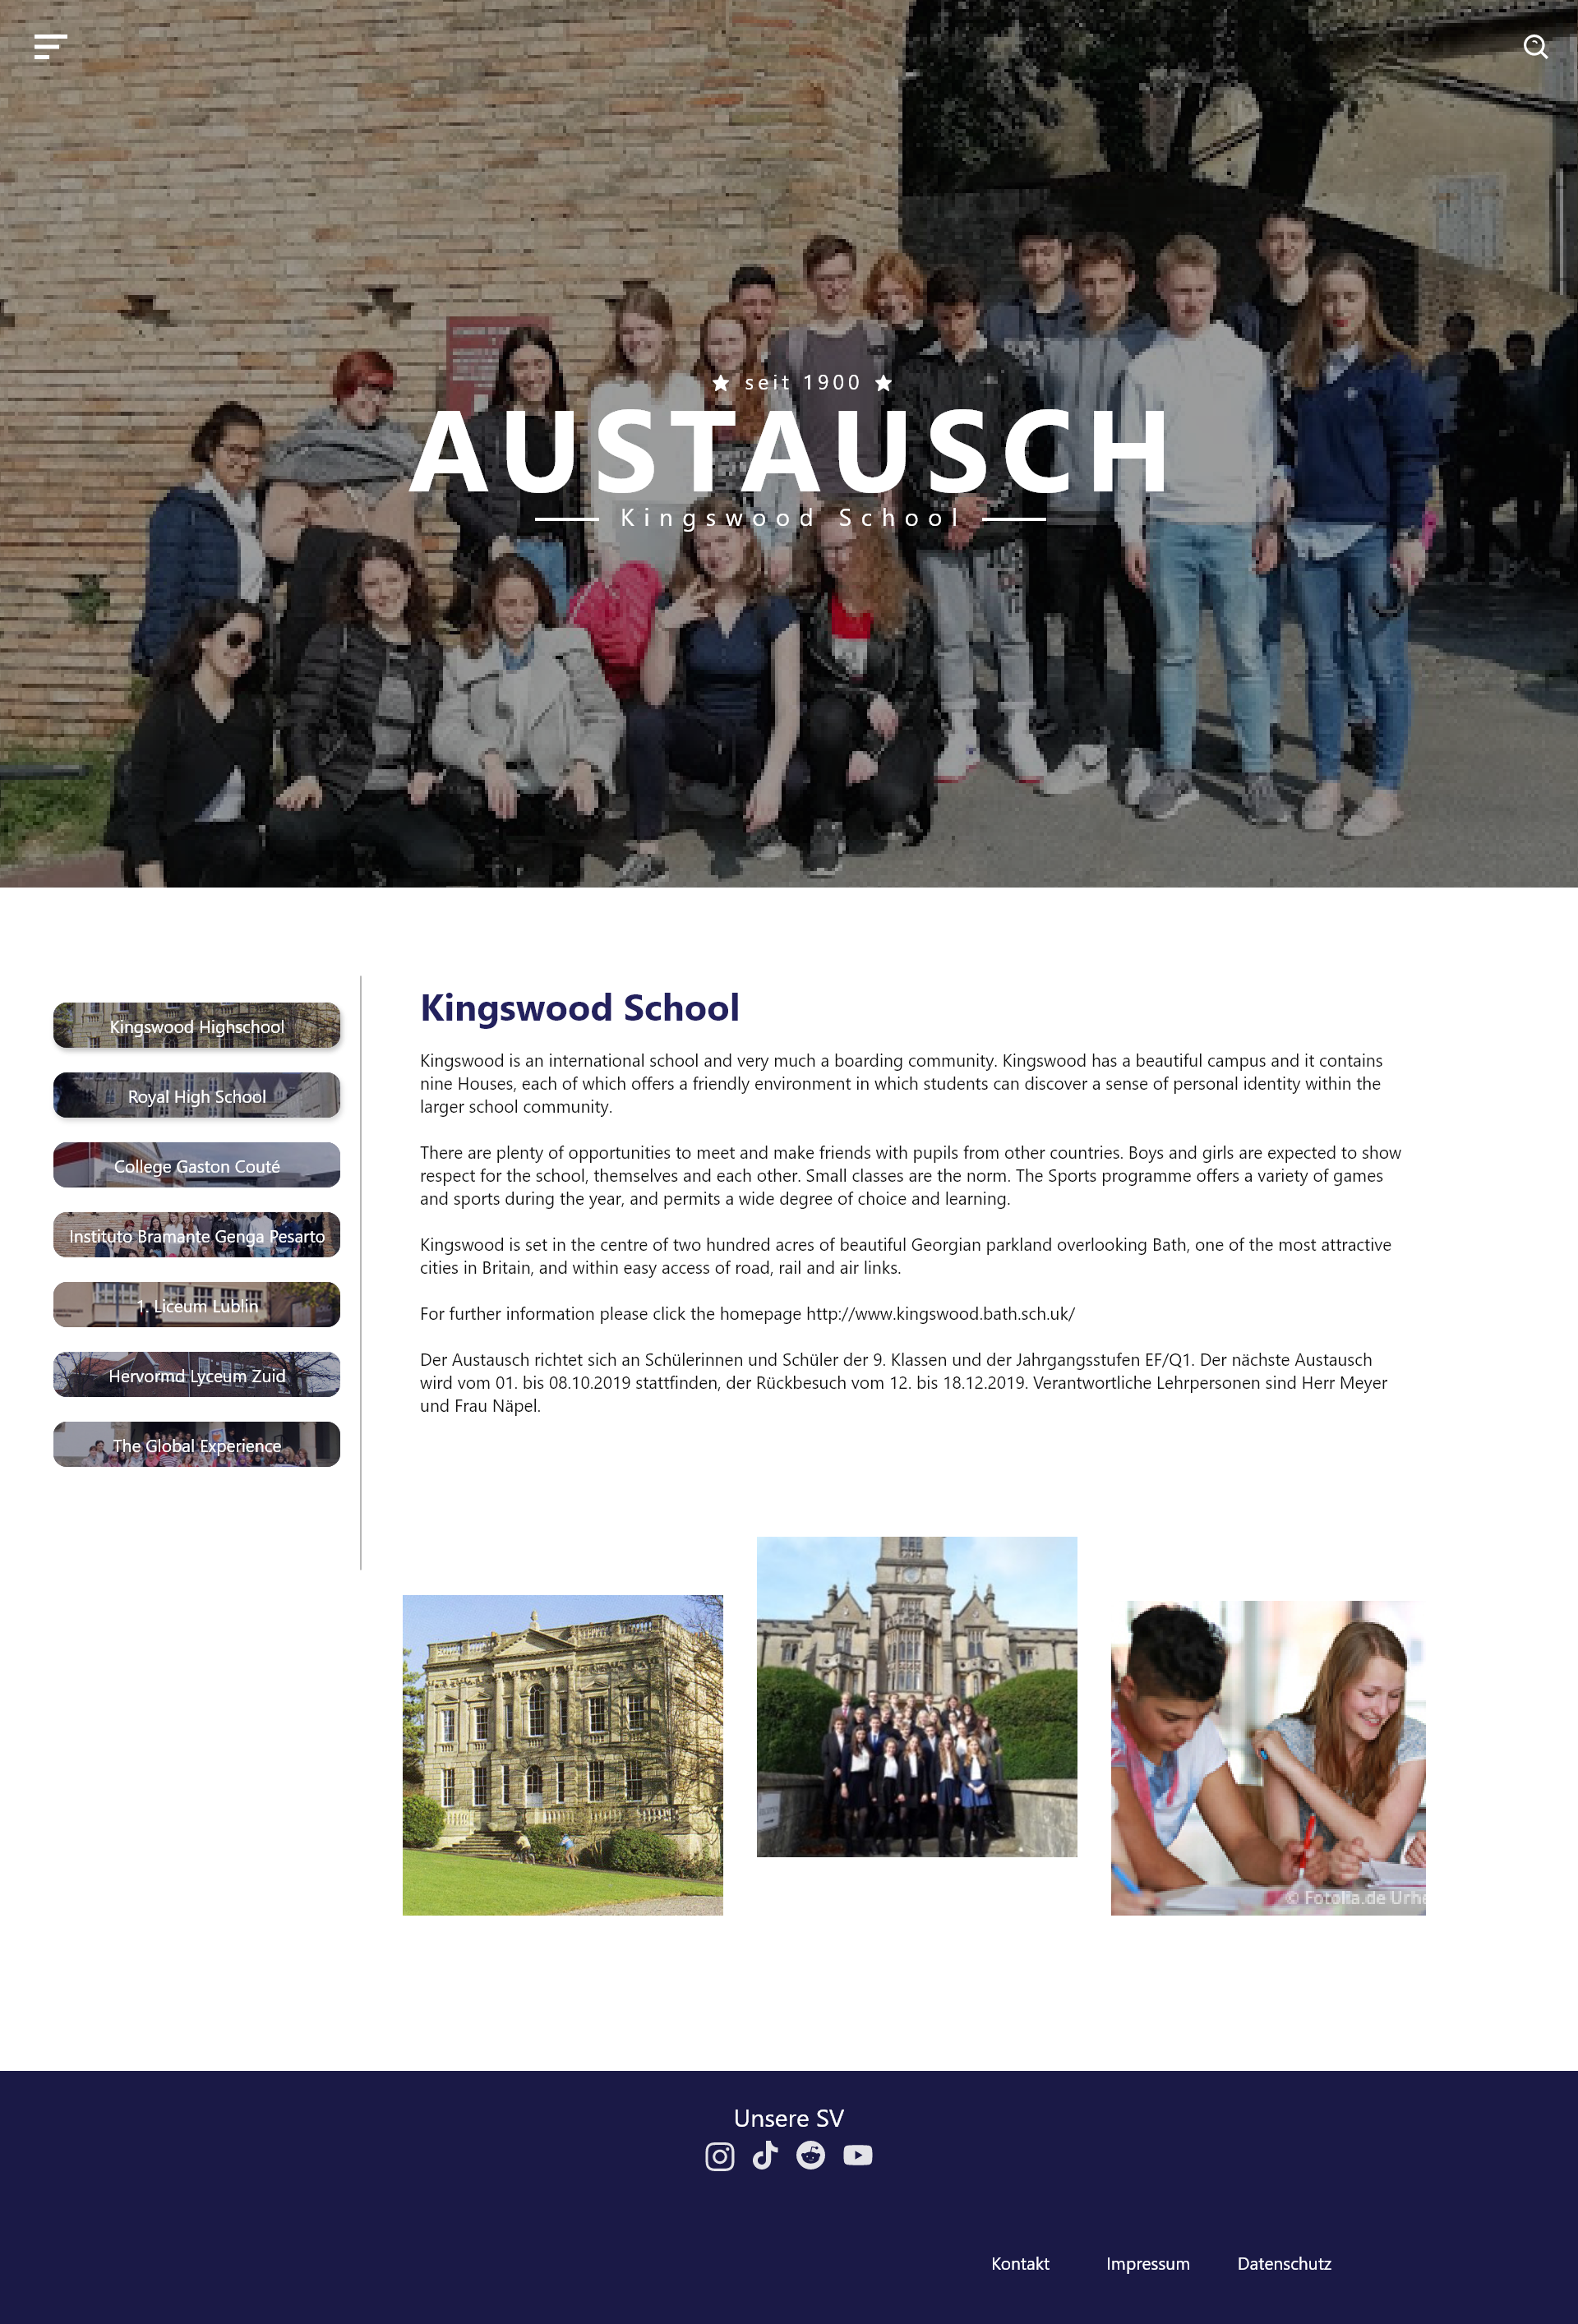 ★ seit 1900 ★
AUSTAUSCH
Kingswood School
Kingswood Highschool
Royal High School
College Gaston Couté
Instituto Bramante Genga Pesarto
1. Liceum Lublin
Hervormd Lyceum Zuid
The Global Experience
Kingswood School
Kingswood is an international school and very much a boarding community. Kingswood has a beautiful campus and it contains
nine Houses, each of which offers a friendly environment in which students can discover a sense of personal identity within the
larger school community.
There are plenty of opportunities to meet and make friends with pupils from other countries. Boys and girls are expected to show
respect for the school, themselves and each other. Small classes are the norm. The Sports programme offers a variety of games
and sports during the year, and permits a wide degree of choice and learning.
Kingswood is set in the centre of two hundred acres of beautiful Georgian parkland overlooking Bath, one of the most attractive
cities in Britain, and within easy access of road, rail and air links.
For further information please click the homepage http://www.kingswood.bath.sch.uk/
Der Austausch richtet sich an Schülerinnen und Schüler der 9. Klassen und der Jahrgangsstufen EF/Q1. Der nächste Austausch
wird vom 01. bis 08.10.2019 stattfinden, der Rückbesuch vom 12. bis 18.12.2019. Verantwortliche Lehrpersonen sind Herr Meyer
und Frau Näpel.
© Fotolia.de Urhe
Unsere SV
Kontakt Impressum Datenschutz